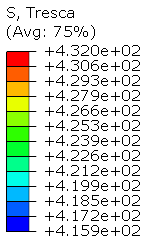 S, Tresca
(Avg: 75%)
+4.320e+02
+4.306e+02
+4.293e+02
+4.279e+02
+4.266e+02
+4.253e+02
+4.239e+02
+4.226e+02
+4.212e+02
+4.199e+02
+4.185e+02
+4.172e+02
+4.159e+02